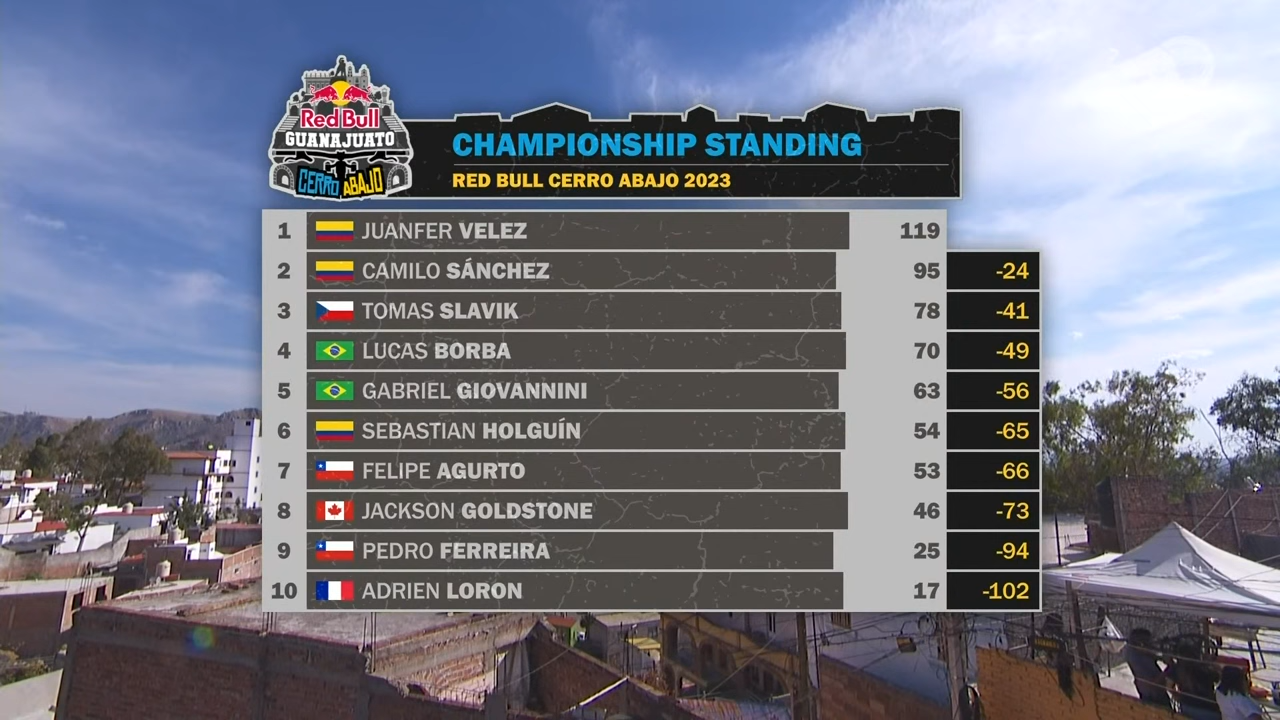 Red Bull
GUANAJUATO
CERRO ABAJO
CHAMPIONSHIP STANDING
RED BULL CERRO ABAJO 2023
1 JUANFER VELEZ 119
2 CAMILO SÁNCHEZ 95 -24
3 TOMAS SLAVIK 78 -41
4 LUCAS BORBA 70 -49
5 GABRIEL GIOVANNINI 63 -56
6 SEBASTIAN HOLGUÍN 54 -65
7 FELIPE AGURTO 53 -66
8 JACKSON GOLDSTONE 46 -73
9 PEDRO FERREIRA 25 -94
10 ADRIEN LORON 17 -102